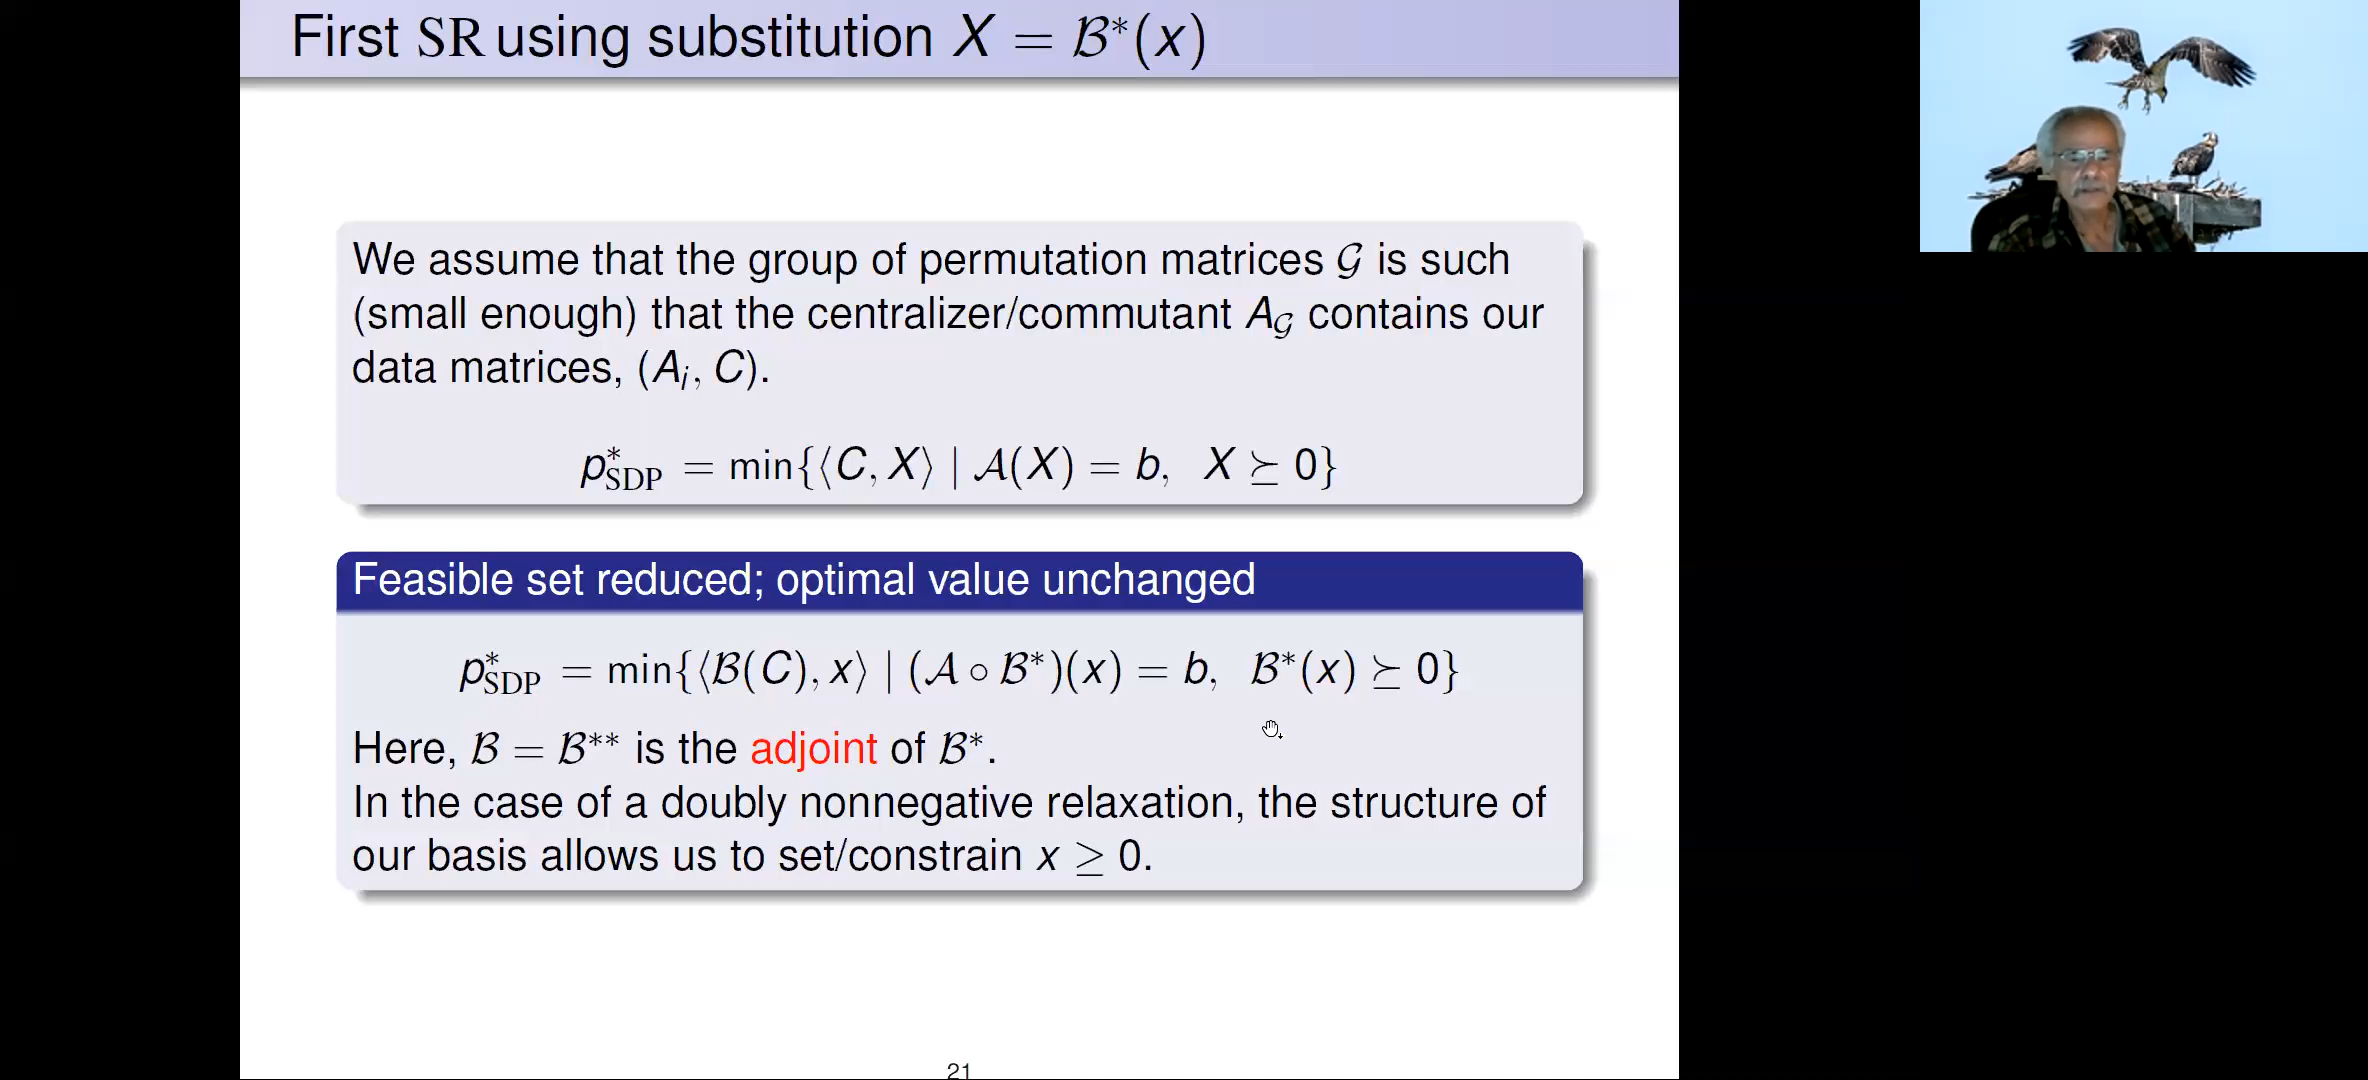 First SR using substitution X = ℬ*(x)
We assume that the group of permutation matrices 𝒢 is such
(small enough) that the centralizer/commutant A_𝒢 contains our
data matrices, (A_i, C).
p*_SDP = min{⟨C, X⟩ | 𝒜(X) = b, X ⪰ 0}
Feasible set reduced; optimal value unchanged
p*_SDP = min{⟨ℬ(C), x⟩ | (𝒜 ∘ ℬ*)(x) = b, ℬ*(x) ⪰ 0}
Here, ℬ = ℬ** is the adjoint of ℬ*.
In the case of a doubly nonnegative relaxation, the structure of
our basis allows us to set/constrain x ≥ 0.
21